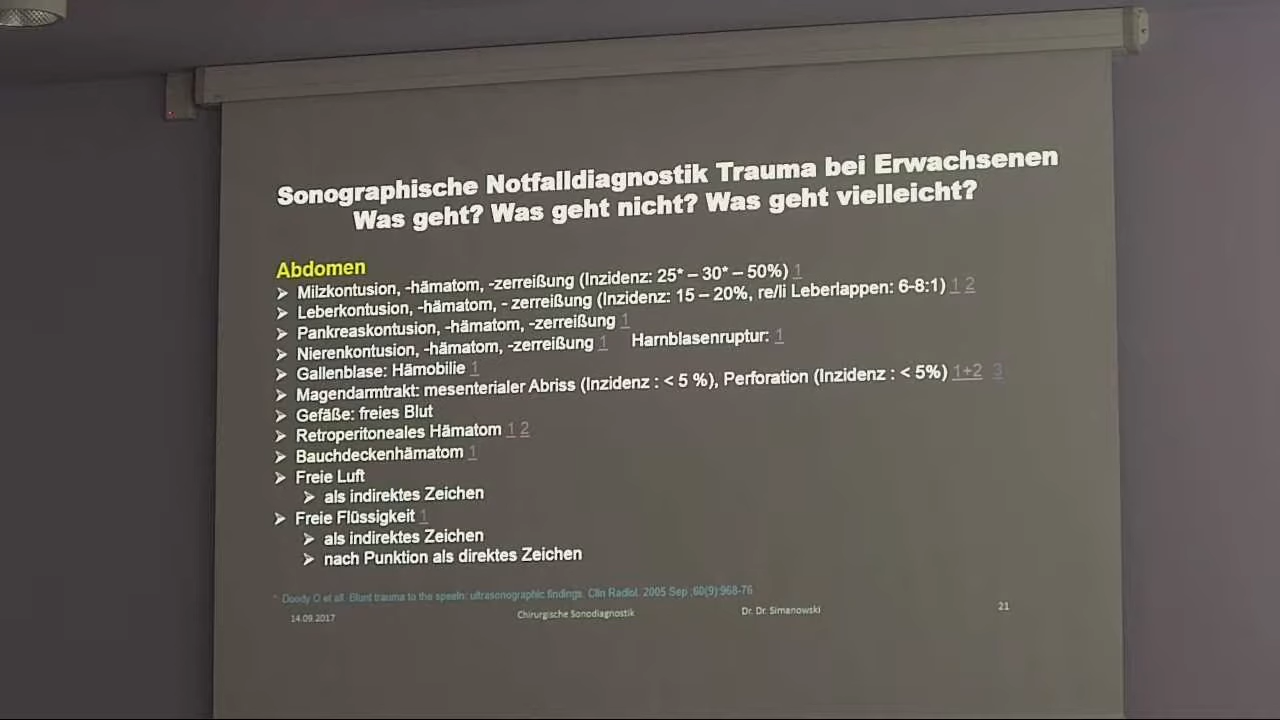 Sonographische Notfalldiagnostik Trauma bei Erwachsenen
Was geht? Was geht nicht? Was geht vielleicht?
Abdomen
➢ Milzkontusion, -hämatom, -zerreißung (Inzidenz: 25* – 30* – 50%) 1
➢ Leberkontusion, -hämatom, - zerreißung (Inzidenz: 15 – 20%, re/li Leberlappen: 6-8:1) 1 2
➢ Pankreaskontusion, -hämatom, -zerreißung 1
➢ Nierenkontusion, -hämatom, -zerreißung 1 Harnblasenruptur: 1
➢ Gallenblase: Hämobilie 1
➢ Magendarmtrakt: mesenterialer Abriss (Inzidenz : < 5 %), Perforation (Inzidenz : < 5%) 1+2 3
➢ Gefäße: freies Blut
➢ Retroperitoneales Hämatom 1 2
➢ Bauchdeckenhämatom 1
➢ Freie Luft
➢ als indirektes Zeichen
➢ Freie Flüssigkeit 1
➢ als indirektes Zeichen
➢ nach Punktion als direktes Zeichen
* Doody O et all. Blunt trauma to the speeln: ultrasonographic findings. Clin Radiol. 2005 Sep ;60(9):968-76
14.09.2017 Chirurgische Sonodiagnostik Dr. Dr. Simanowski 21